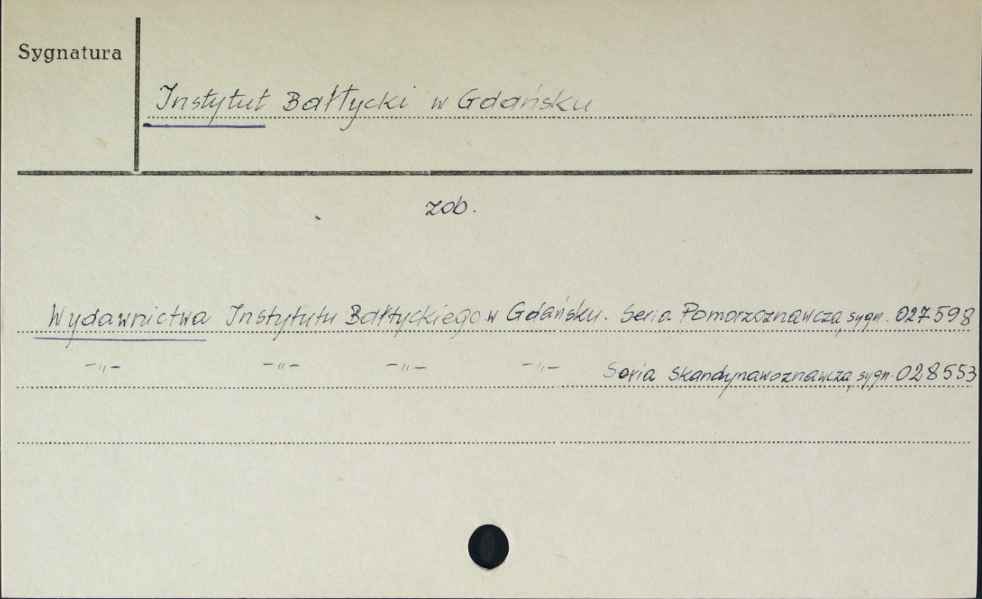 Sygnatura
Instytut Bałtycki w Gdańsku
zob.
Wydawnictwa Instytutu Bałtyckiego w Gdańsku. Seria Pomorzoznawcza, sygn. 027598
-„- -„- -„- -„- Seria Skandynawoznawcza, sygn. 028553